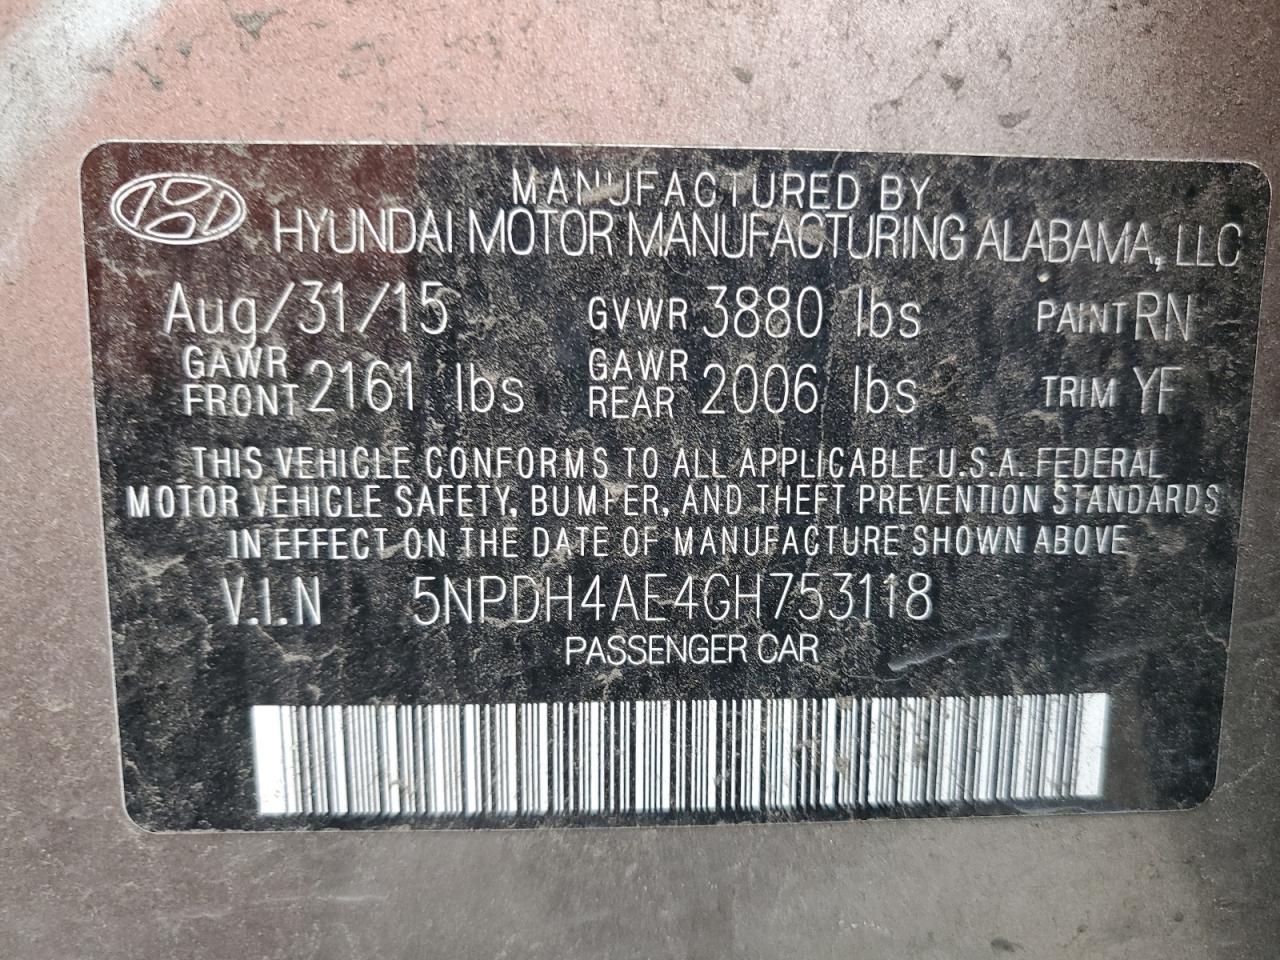 MANUFACTURED BY
HYUNDAI MOTOR MANUFACTURING ALABAMA, LLC
Aug/31/15 GVWR 3880 lbs PAINT RN
GAWR FRONT 2161 lbs GAWR REAR 2006 lbs TRIM YF
THIS VEHICLE CONFORMS TO ALL APPLICABLE U.S.A. FEDERAL
MOTOR VEHICLE SAFETY, BUMPER, AND THEFT PREVENTION STANDARDS
IN EFFECT ON THE DATE OF MANUFACTURE SHOWN ABOVE
V.I.N 5NPDH4AE4GH753118
PASSENGER CAR